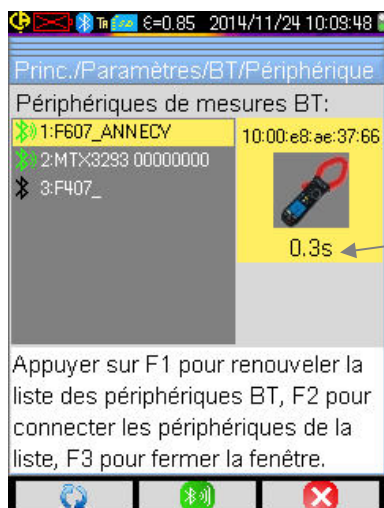 ε=0.85 2014/11/24 10:09:48
Princ./Paramètres/BT/Périphérique
Périphériques de mesures BT:
1:F607_ANNECY
2:MTX3293 00000000
3:F407_
10:00:e8:ae:37:66
0.3s
Appuyer sur F1 pour renouveler la
liste des périphériques BT, F2 pour
connecter les périphériques de la
liste, F3 pour fermer la fenêtre.